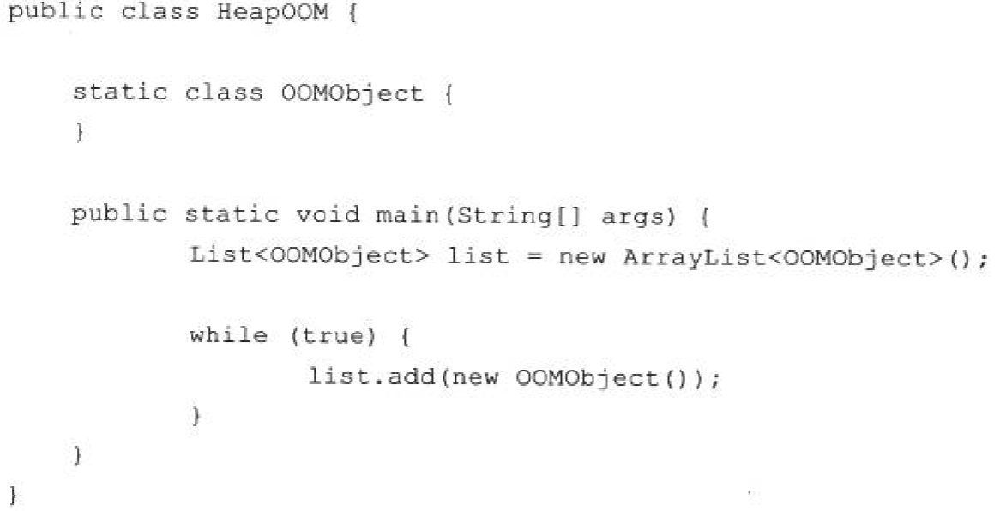 public class HeapOOM {
static class OOMObject {
}
public static void main(String[] args) {
List<OOMObject> list = new ArrayList<OOMObject>();
while (true) {
list.add(new OOMObject());
}
}
}